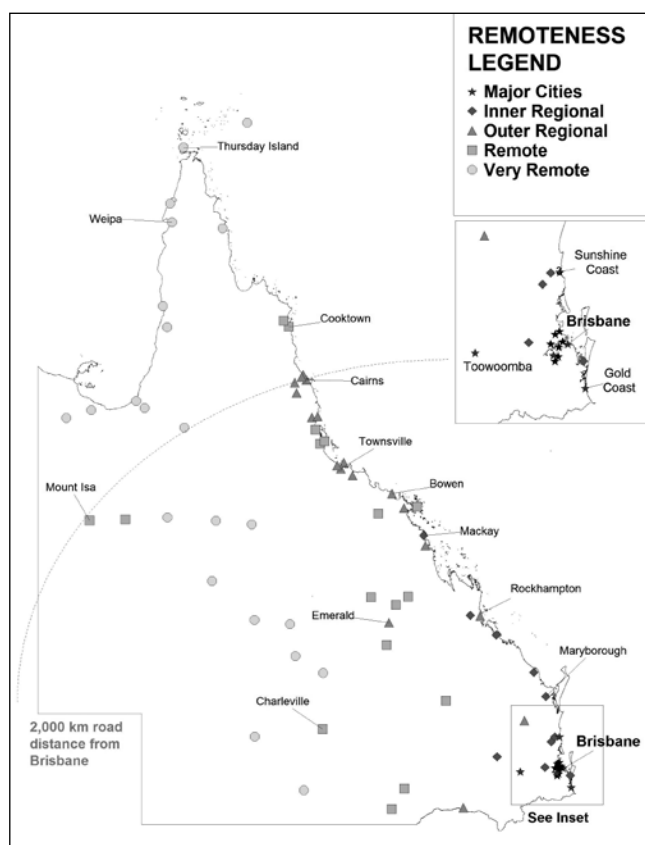 REMOTENESS
LEGEND
Major Cities
Inner Regional
Outer Regional
Remote
Very Remote
Thursday Island
Weipa
Cooktown
Cairns
Townsville
Mount Isa
Bowen
Mackay
Rockhampton
Emerald
Maryborough
Charleville
2,000 km road
distance from
Brisbane
Brisbane
See Inset
Sunshine
Coast
Brisbane
Toowoomba
Gold
Coast